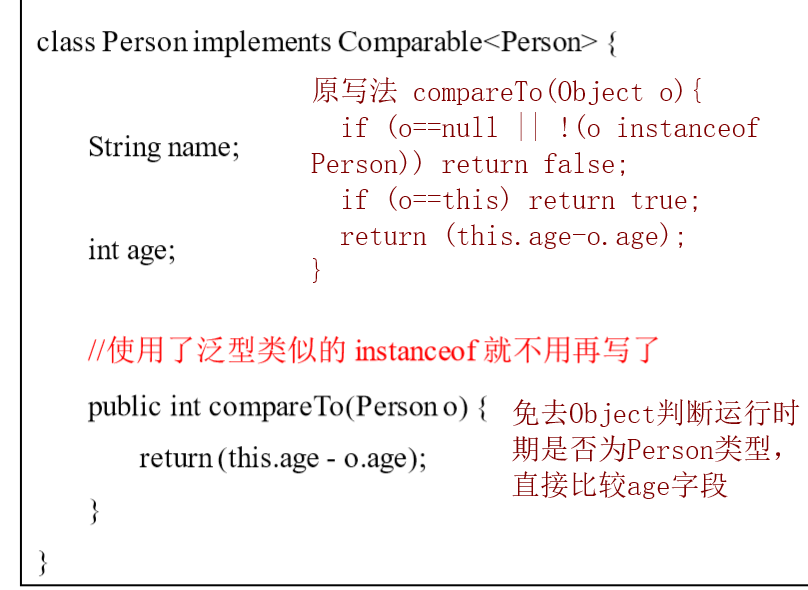 class Person implements Comparable<Person> {
String name;
int age;
原写法 compareTo(Object o){
if (o==null || !(o instanceof
Person)) return false;
if (o==this) return true;
return (this.age-o.age);
}
//使用了泛型类似的 instanceof 就不用再写了
public int compareTo(Person o) {
return (this.age - o.age);
}
免去Object判断运行时
期是否为Person类型，
直接比较age字段
}